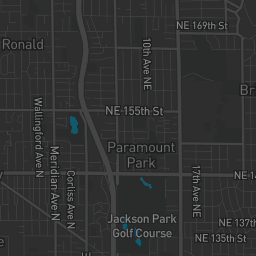 NE 169th St
Ronald
10th Ave NE
Br
NE 155th St
Wallingford Ave N
Meridian Ave N
Corliss Ave N
Paramount
Park
17th Ave NE
NE 14
y
Jackson Park
Golf Course
NE 137th
NE 135th St
e